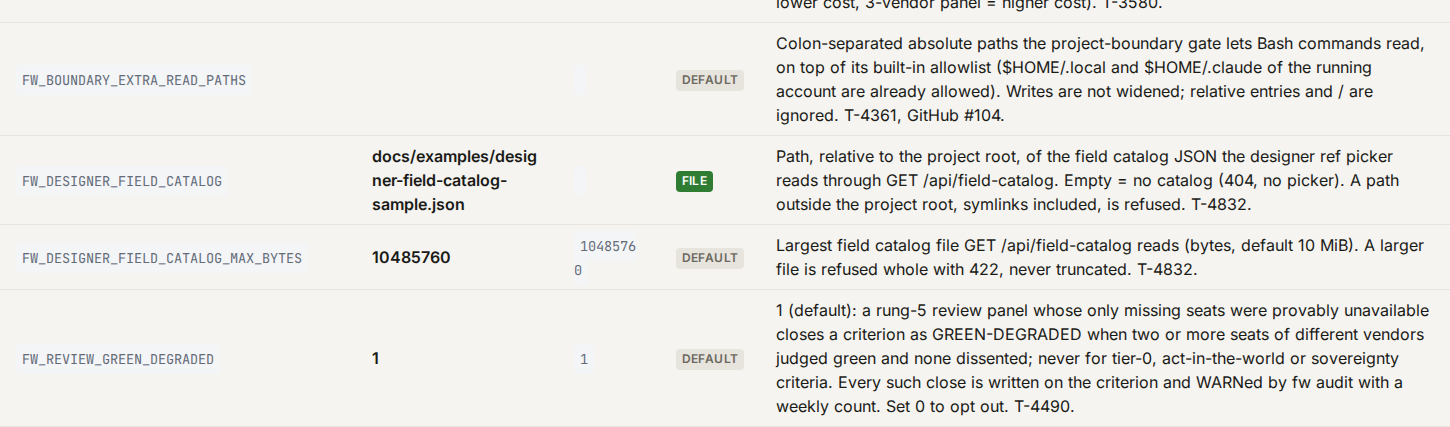 lower cost, 3-vendor panel = higher cost). T-3580.
FW_BOUNDARY_EXTRA_READ_PATHS
DEFAULT
Colon-separated absolute paths the project-boundary gate lets Bash commands read,
on top of its built-in allowlist ($HOME/.local and $HOME/.claude of the running
account are already allowed). Writes are not widened; relative entries and / are
ignored. T-4361, GitHub #104.
FW_DESIGNER_FIELD_CATALOG
docs/examples/desig
ner-field-catalog-
sample.json
FILE
Path, relative to the project root, of the field catalog JSON the designer ref picker
reads through GET /api/field-catalog. Empty = no catalog (404, no picker). A path
outside the project root, symlinks included, is refused. T-4832.
FW_DESIGNER_FIELD_CATALOG_MAX_BYTES
10485760
1048576
0
DEFAULT
Largest field catalog file GET /api/field-catalog reads (bytes, default 10 MiB). A larger
file is refused whole with 422, never truncated. T-4832.
FW_REVIEW_GREEN_DEGRADED
1
1
DEFAULT
1 (default): a rung-5 review panel whose only missing seats were provably unavailable
closes a criterion as GREEN-DEGRADED when two or more seats of different vendors
judged green and none dissented; never for tier-0, act-in-the-world or sovereignty
criteria. Every such close is written on the criterion and WARNed by fw audit with a
weekly count. Set 0 to opt out. T-4490.